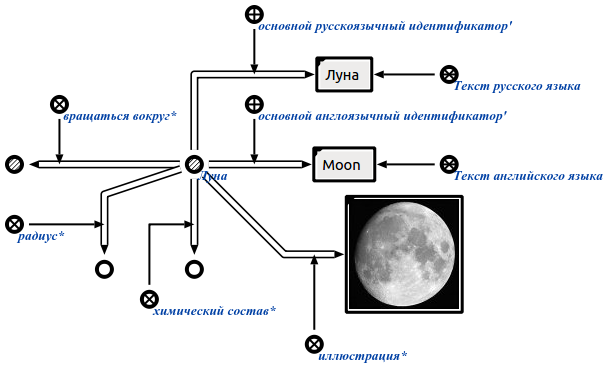 основной русскоязычный идентификатор'
Луна
Текст русского языка
вращаться вокруг*
основной англоязычный идентификатор'
Луна
Moon
Текст английского языка
радиус*
химический состав*
иллюстрация*